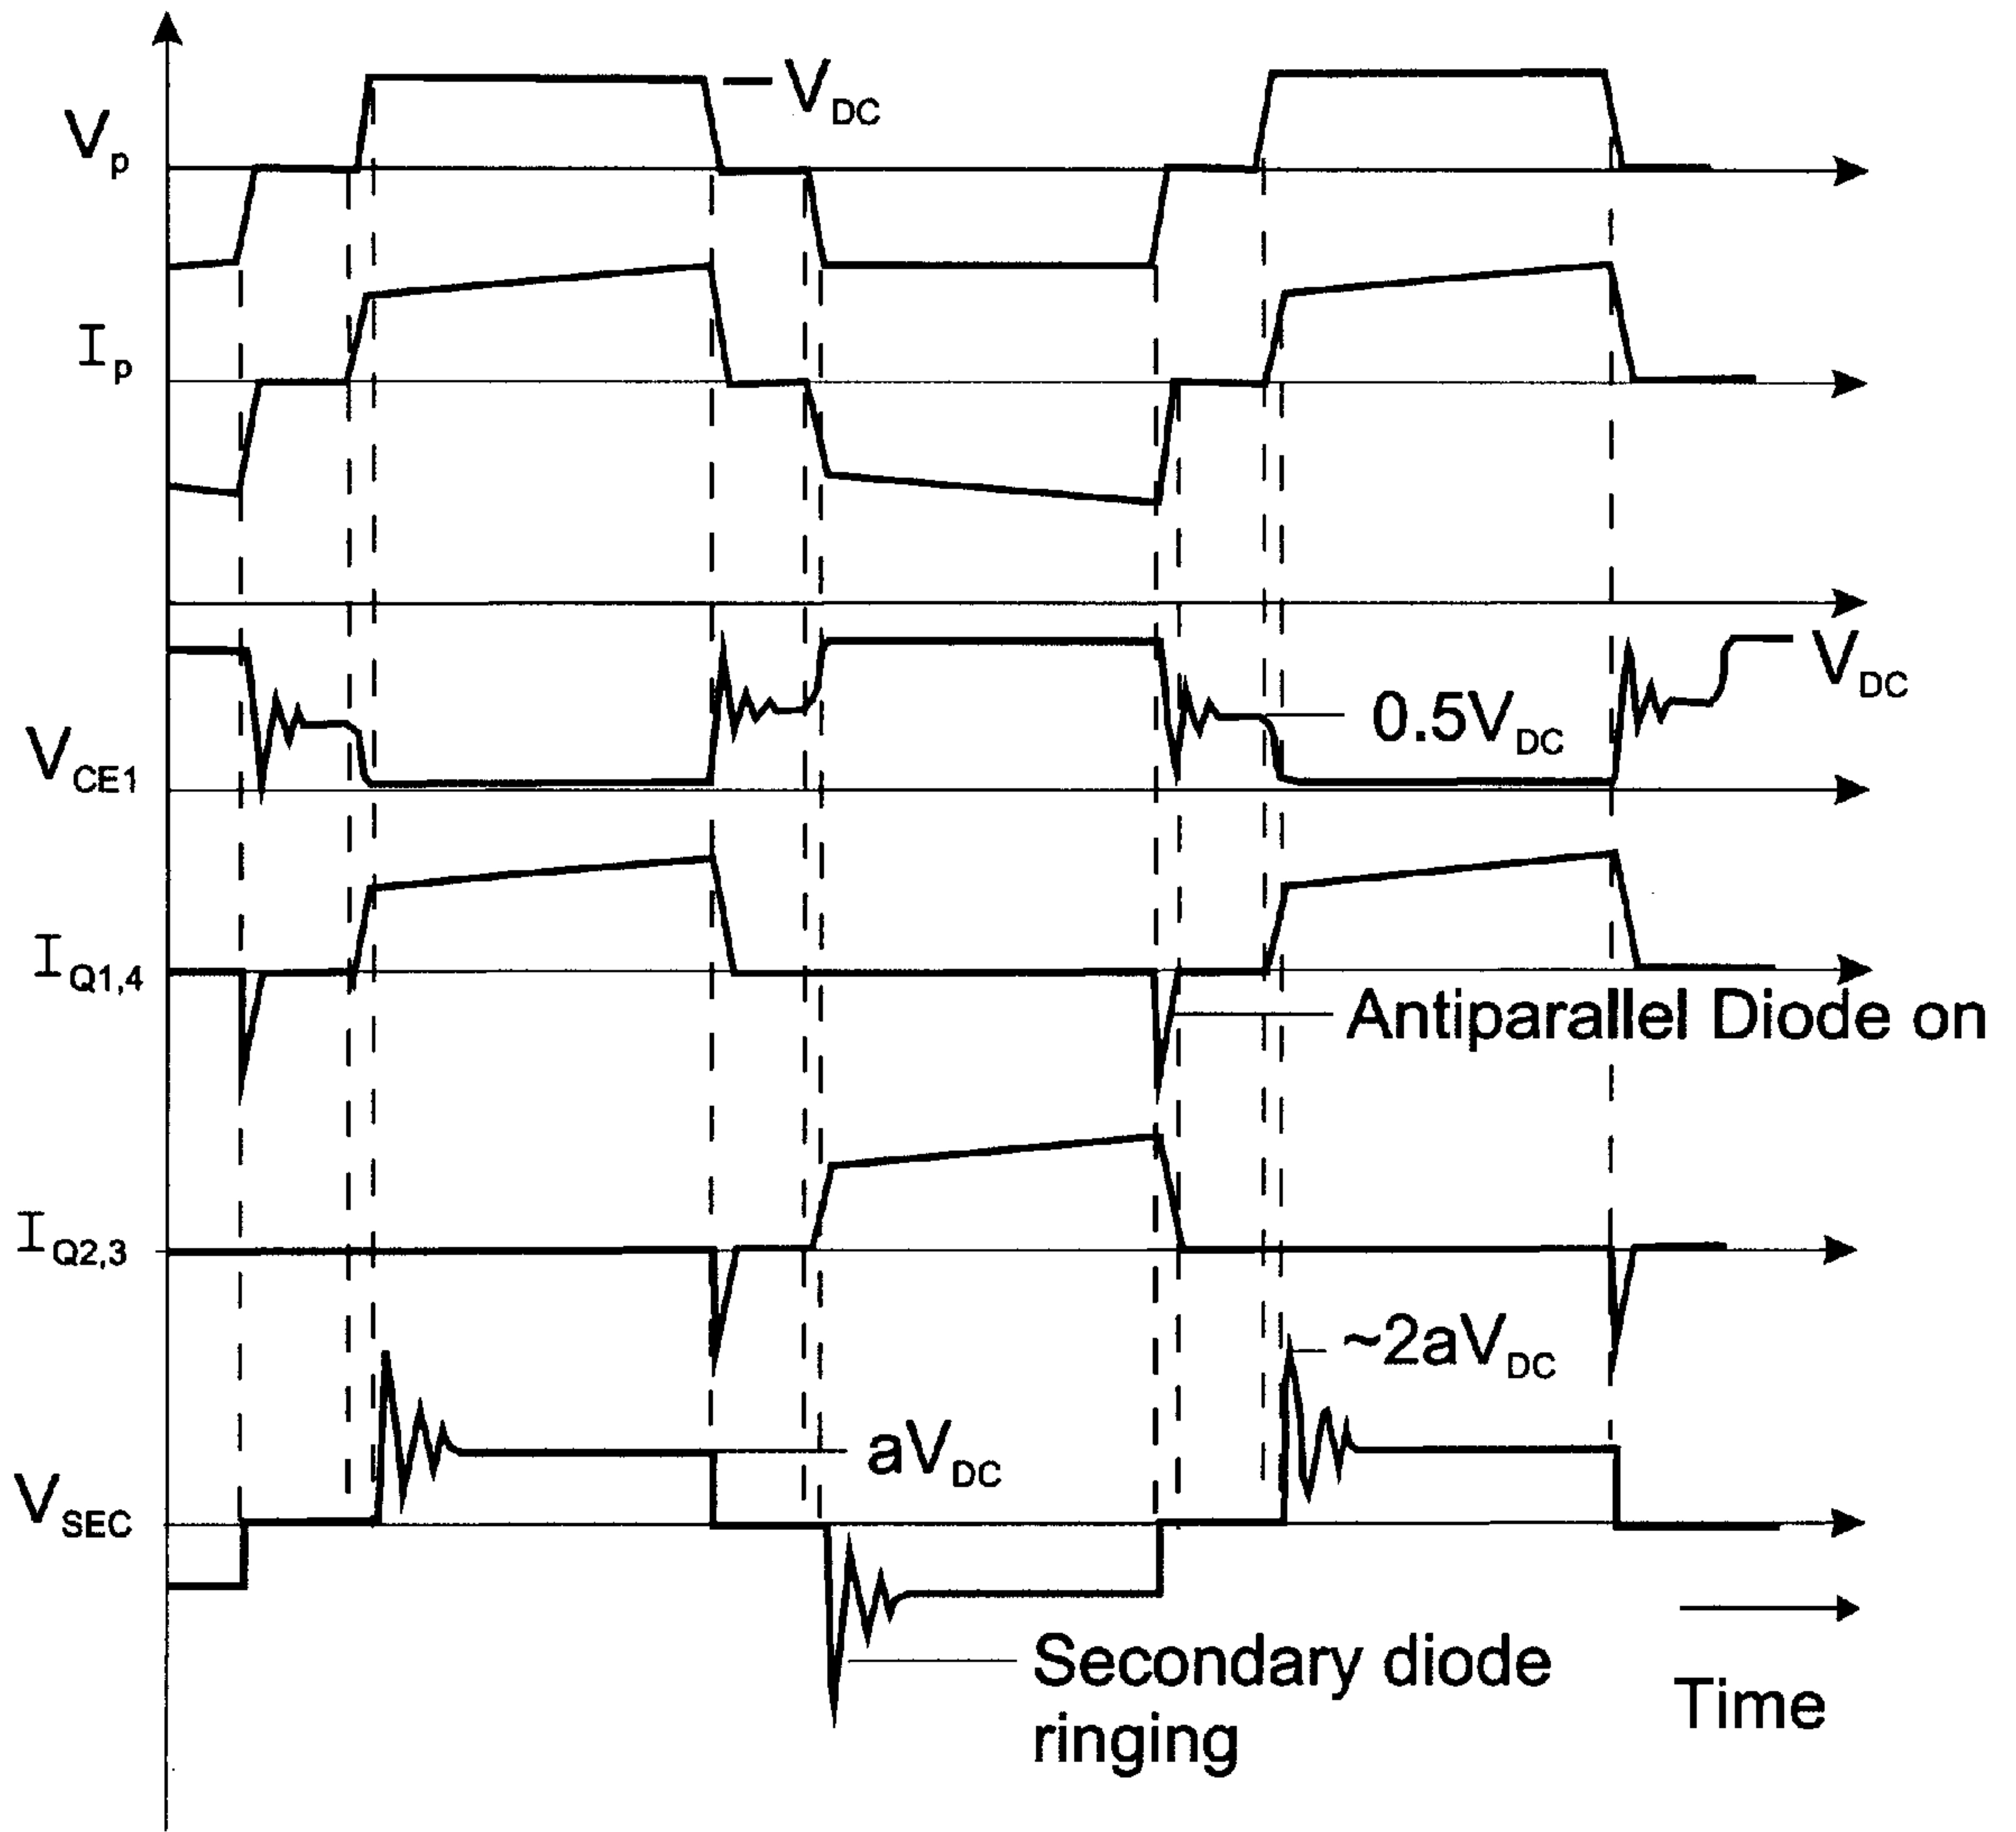 V_DC
V_p
I_p
V_DC
0.5V_DC
V_CE1
I_Q1,4
Antiparallel Diode on
I_Q2,3
~2aV_DC
aV_DC
V_SEC
Secondary diode
ringing
Time